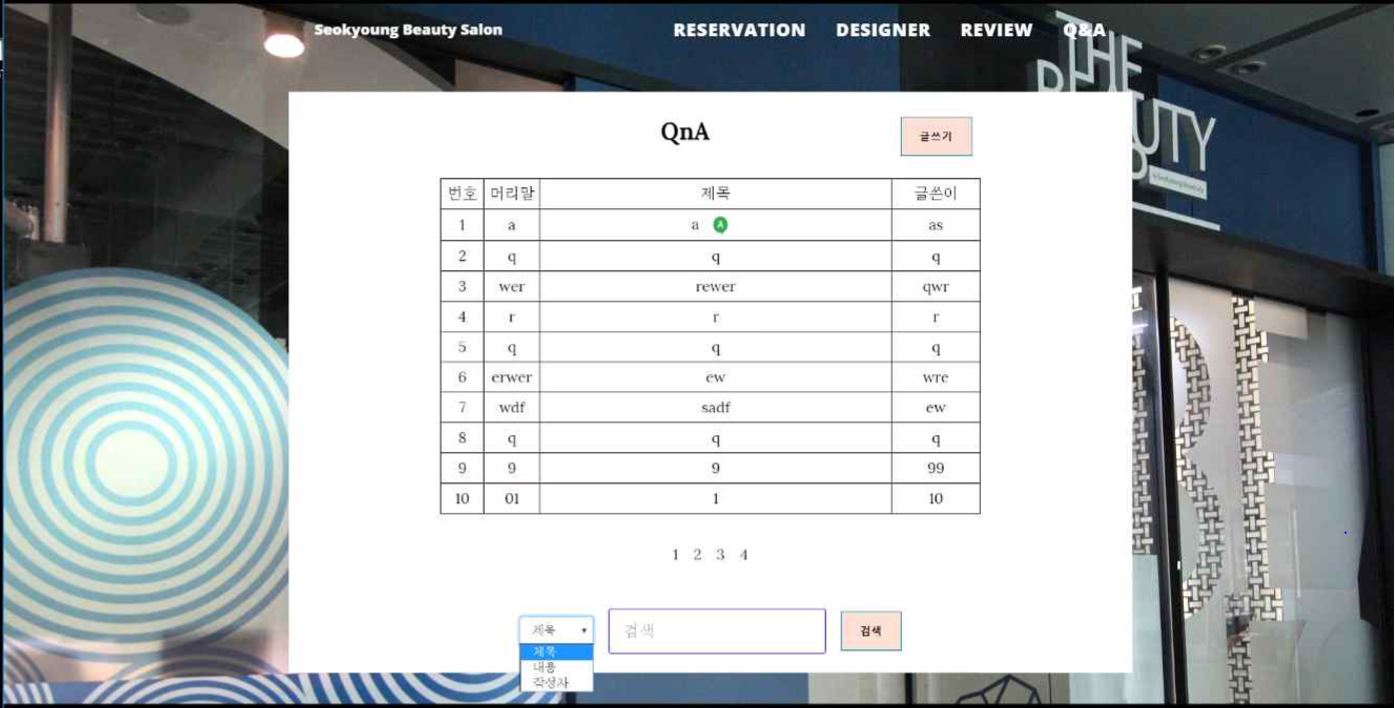 Seokyoung Beauty Salon RESERVATION DESIGNER REVIEW Q&A
THE
BEAUTY
QnA 글쓰기
번호 머리말 제목 글쓴이
1 a a A as
2 q q q
3 wer rewer qwr
4 r r r
5 q q q
6 erwer ew wre
7 wdf sadf ew
8 q q q
9 9 9 99
10 01 1 10
1 2 3 4
제목 검색 검색
제목
내용
작성자